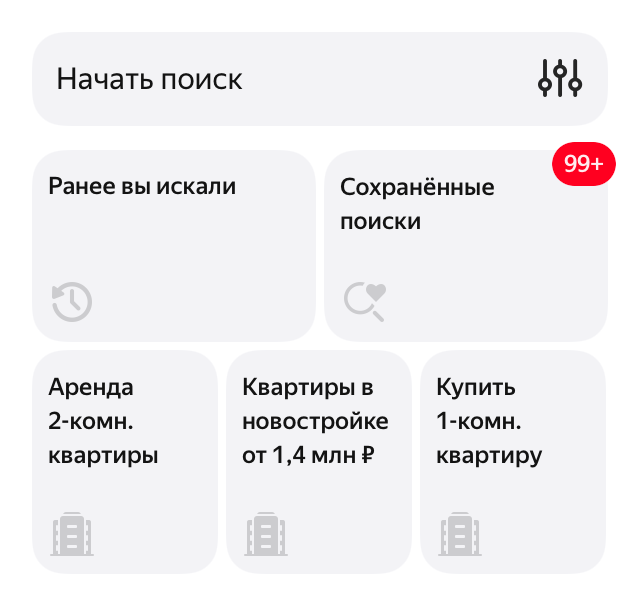 Начать поиск
99+
Ранее вы искали
Сохранённые
поиски
Аренда
2-комн.
квартиры
Квартиры в
новостройке
от 1,4 млн ₽
Купить
1-комн.
квартиру